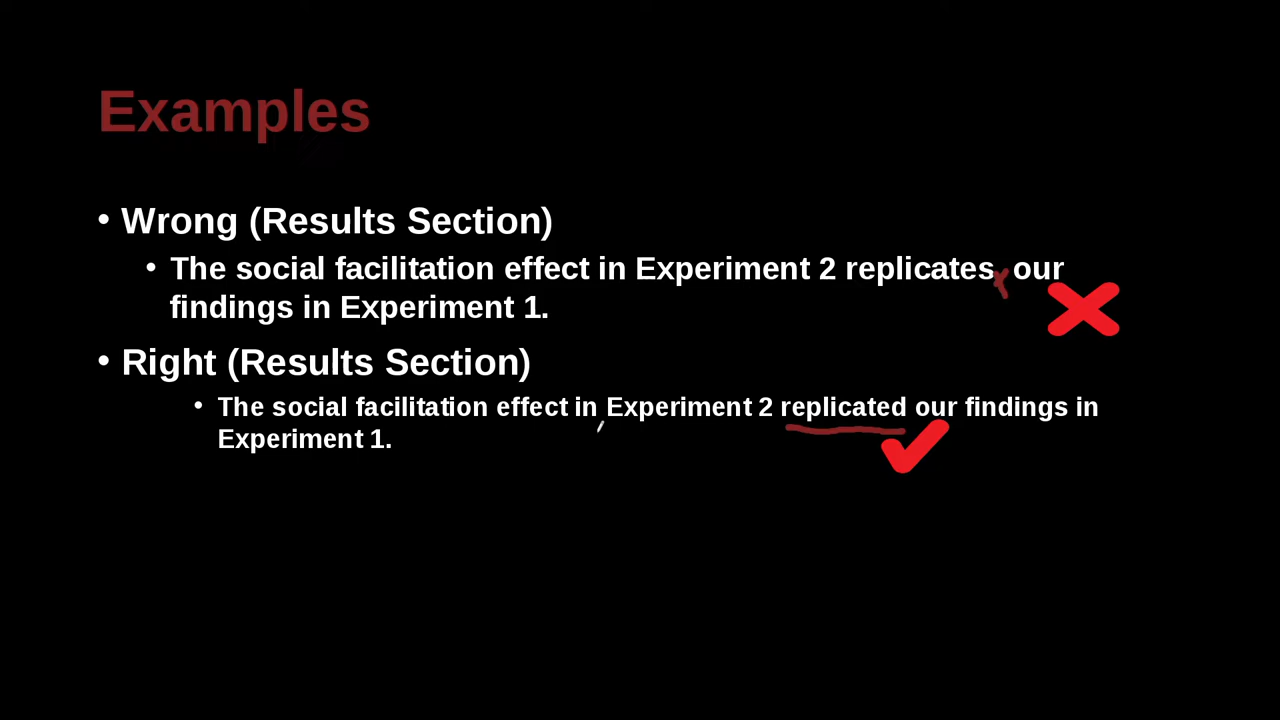 Examples
• Wrong (Results Section)
• The social facilitation effect in Experiment 2 replicates our
findings in Experiment 1.
• Right (Results Section)
• The social facilitation effect in Experiment 2 replicated our findings in
Experiment 1.